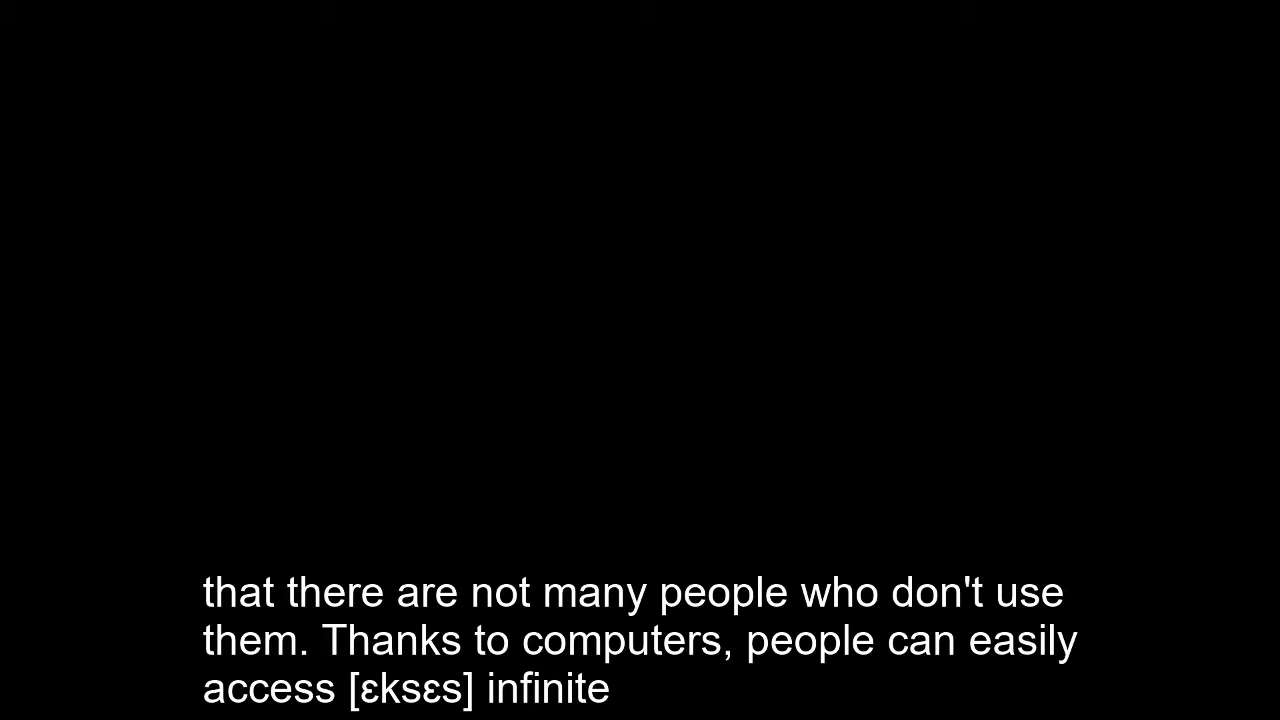 that there are not many people who don't use
them. Thanks to computers, people can easily
access [ɛksɛs] infinite